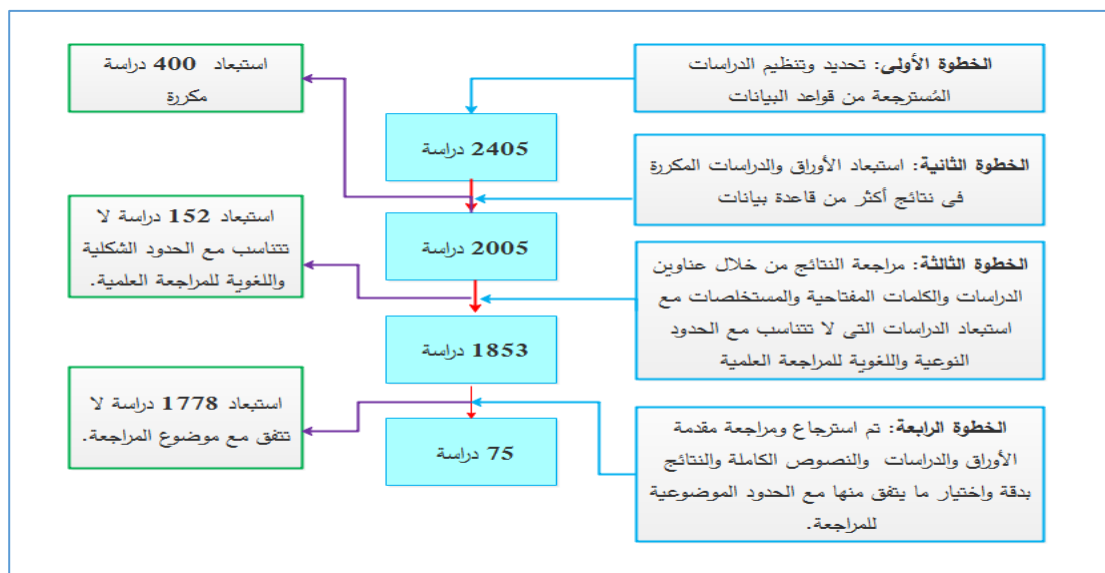 الخطوة الأولى: تحديد وتنظيم الدراسات
المُسترجعة من قواعد البيانات
استبعاد 400 دراسة
مكررة
2405 دراسة
الخطوة الثانية: استبعاد الأوراق والدراسات المكررة
فى نتائج أكثر من قاعدة بيانات
2005 دراسة
استبعاد 152 دراسة لا
تتناسب مع الحدود الشكلية
واللغوية للمراجعة العلمية.
الخطوة الثالثة: مراجعة النتائج من خلال عناوين
الدراسات والكلمات المفتاحية والمستخلصات مع
استبعاد الدراسات التى لا تتناسب مع الحدود
النوعية واللغوية للمراجعة العلمية
1853 دراسة
استبعاد 1778 دراسة لا
تتفق مع موضوع المراجعة.
الخطوة الرابعة: تم استرجاع ومراجعة مقدمة
الأوراق والدراسات والنصوص الكاملة والنتائج
بدقة واختيار ما يتفق منها مع الحدود الموضوعية
للمراجعة.
75 دراسة